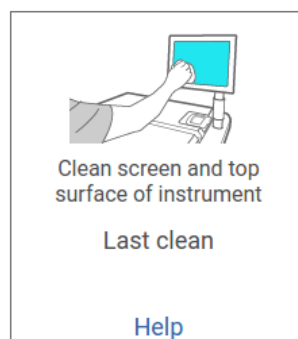 Clean screen and top
surface of instrument
Last clean
Help